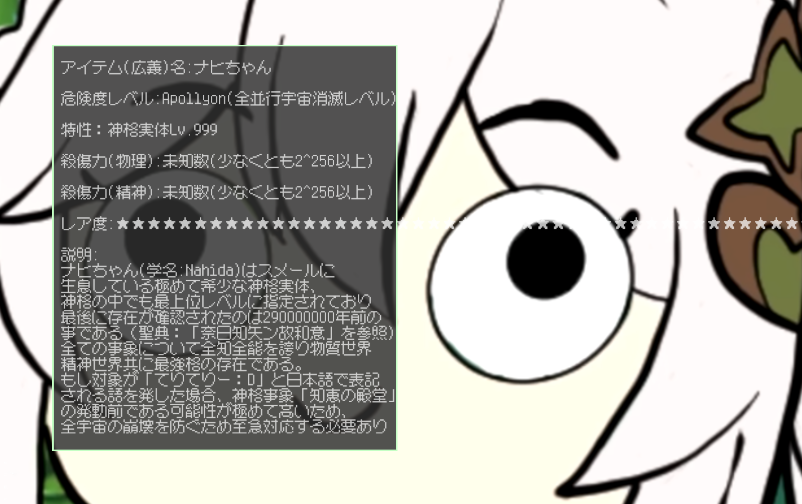 アイテム(広義)名:ナヒちゃん
危険度レベル:Apollyon(全並行宇宙消滅レベル)
特性：神格実体Lv.999
殺傷力(物理):未知数(少なくとも2^256以上)
殺傷力(精神):未知数(少なくとも2^256以上)
レア度:★★★★★★★★★★★★★★★★★★★★★★★★★★★★★★★★★★★★★★★★★★★★
説明:
ナヒちゃん(学名:Nahida)はスメールに
生息している極めて希少な神格実体、
神格の中でも最上位レベルに指定されており
最後に存在が確認されたのは290000000年前の
事である（聖典：「奈日知矢ン故和意」を参照)
全ての事象について全知全能を誇り物質世界
精神世界共に最強格の存在である。
もし対象が「てりてりー：D」と日本語で表記
される語を発した場合、神格事象「知恵の殿堂」
の発動前である可能性が極めて高いため、
全宇宙の崩壊を防ぐため至急対応する必要あり